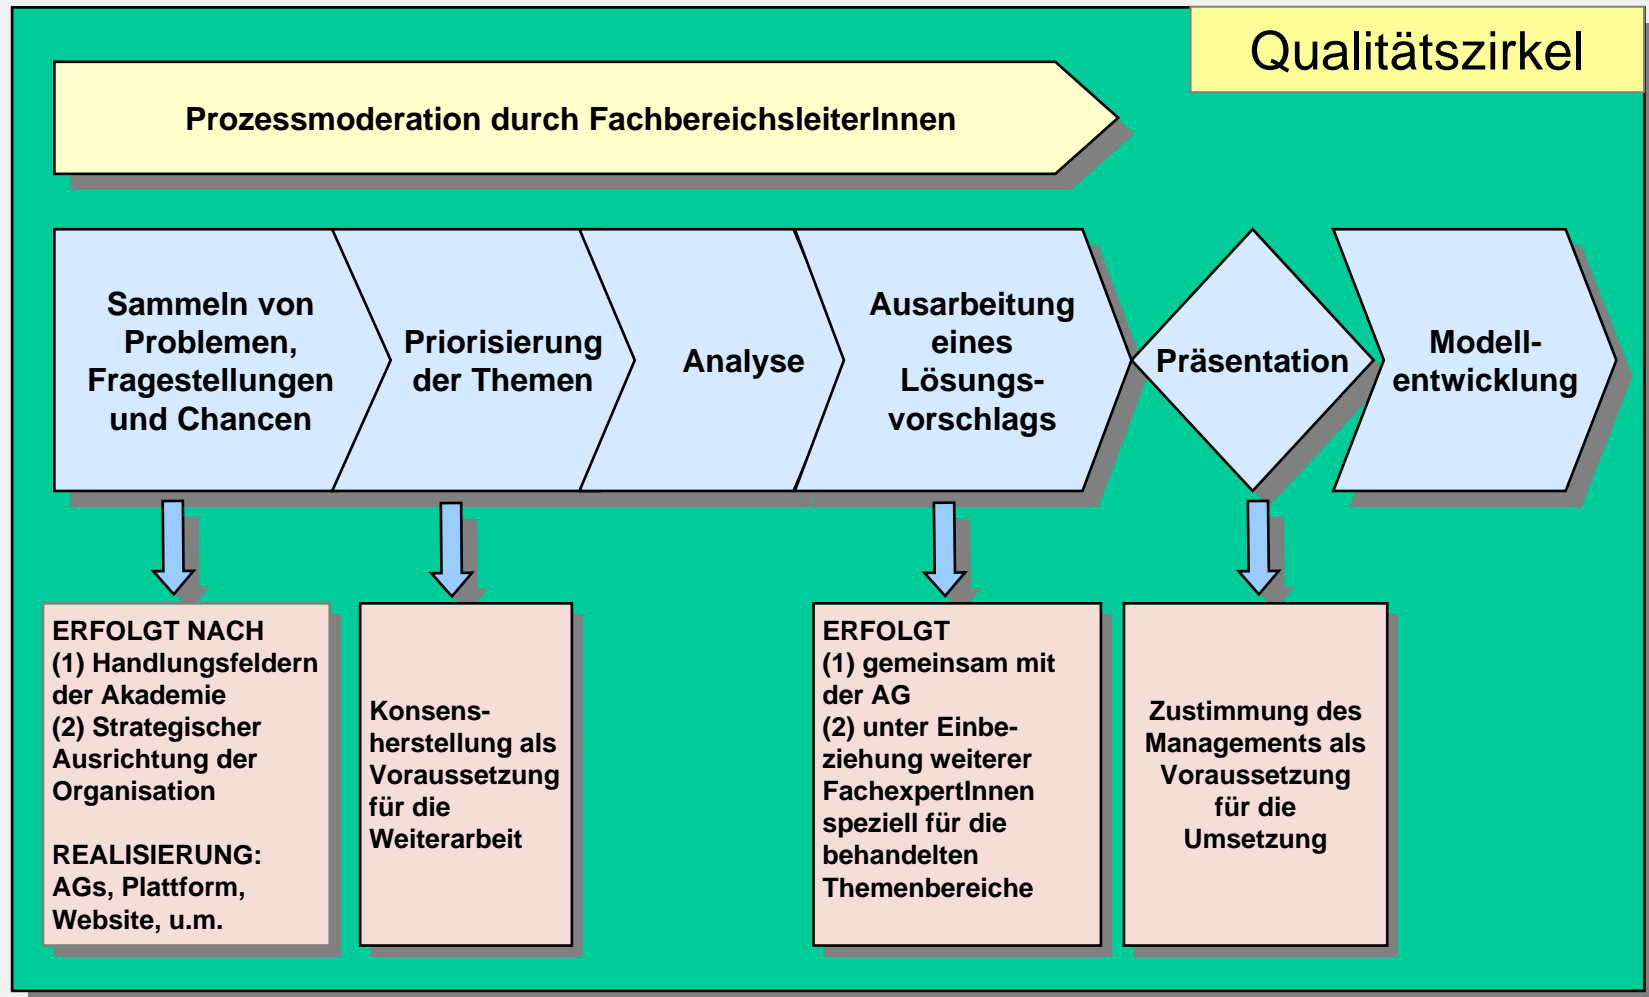 Qualitätszirkel
Prozessmoderation durch FachbereichsleiterInnen
Sammeln von
Problemen,
Fragestellungen
und Chancen
Priorisierung
der Themen
Analyse
Ausarbeitung
eines
Lösungs-
vorschlags
Präsentation
Modell-
entwicklung
ERFOLGT NACH
(1) Handlungsfeldern
der Akademie
(2) Strategischer
Ausrichtung der
Organisation
REALISIERUNG:
AGs, Plattform,
Website, u.m.
Konsens-
herstellung als
Voraussetzung
für die
Weiterarbeit
ERFOLGT
(1) gemeinsam mit
der AG
(2) unter Einbe-
ziehung weiterer
FachexpertInnen
speziell für die
behandelten
Themenbereiche
Zustimmung des
Managements als
Voraussetzung
für die
Umsetzung